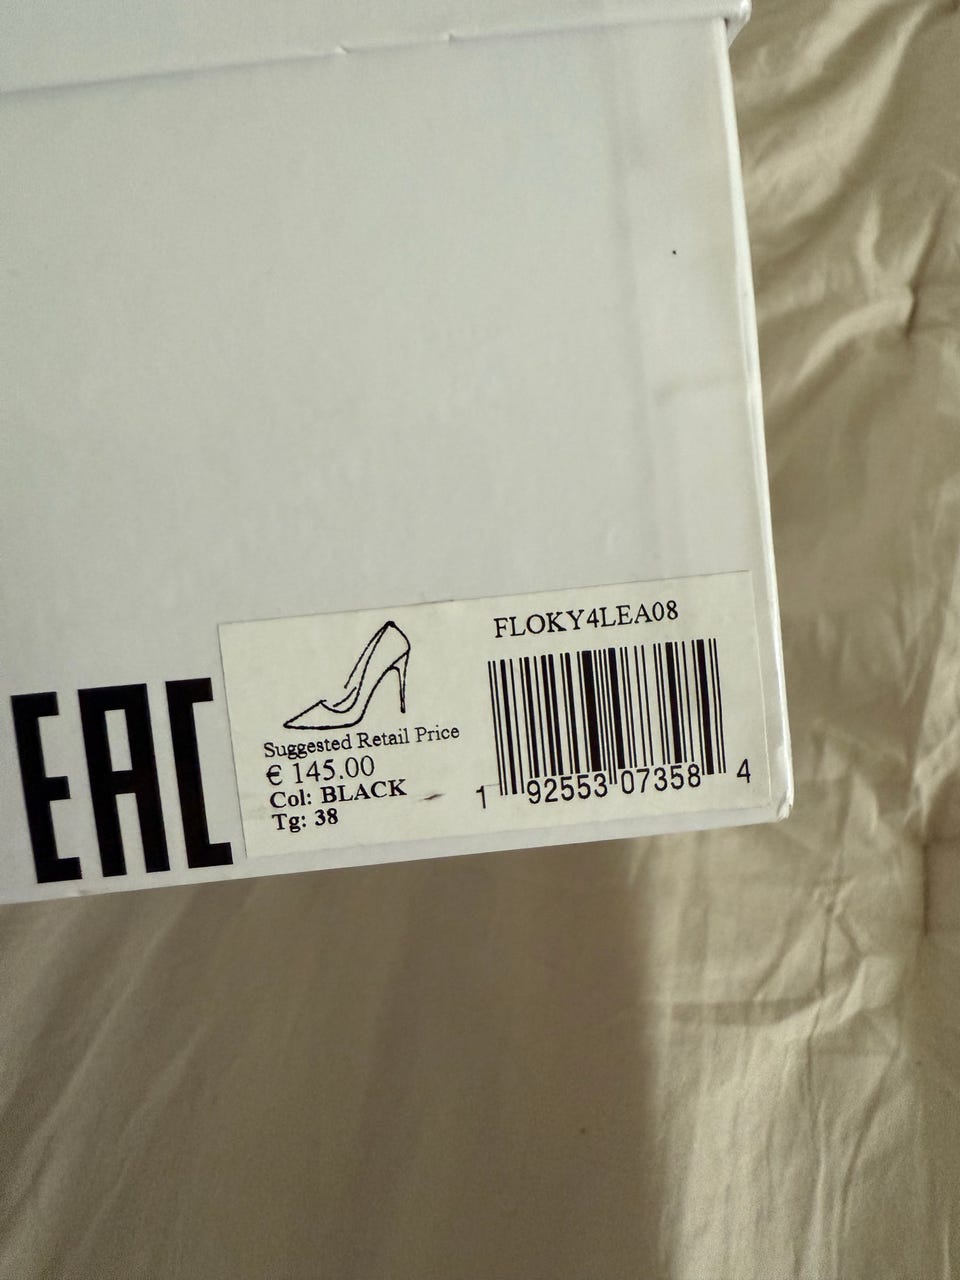 EAC
Suggested Retail Price
€ 145.00
Col: BLACK
Tg: 38
FLOKY4LEA08
1 92553 07358 4